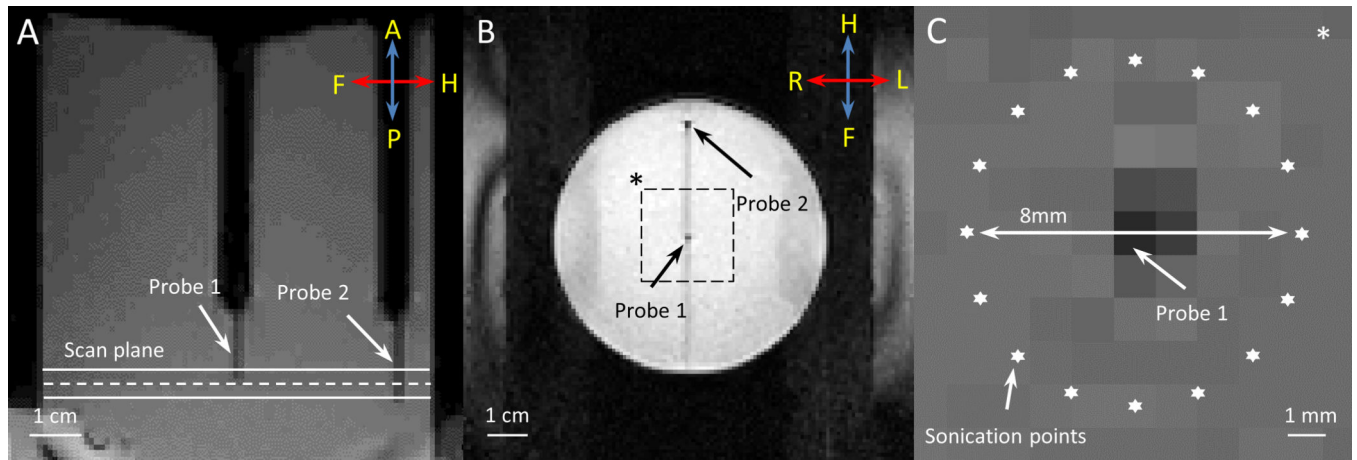 A
A
F
H
P
Probe 1
Probe 2
Scan plane
1 cm
B
H
R
L
F
*
Probe 2
Probe 1
1 cm
C
*
8mm
Probe 1
Sonication points
1 mm